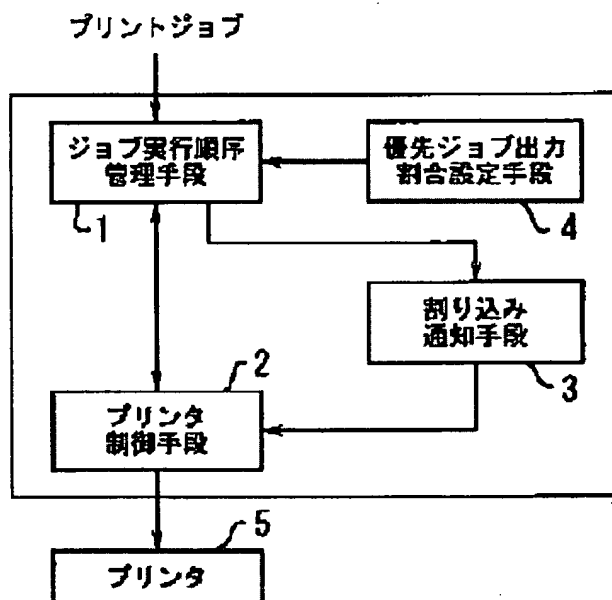 プリントジョブ
ジョブ実行順序
管理手段
1
優先ジョブ出力
割合設定手段
4
割り込み
通知手段
3
2
プリンタ
制御手段
5
プリンタ